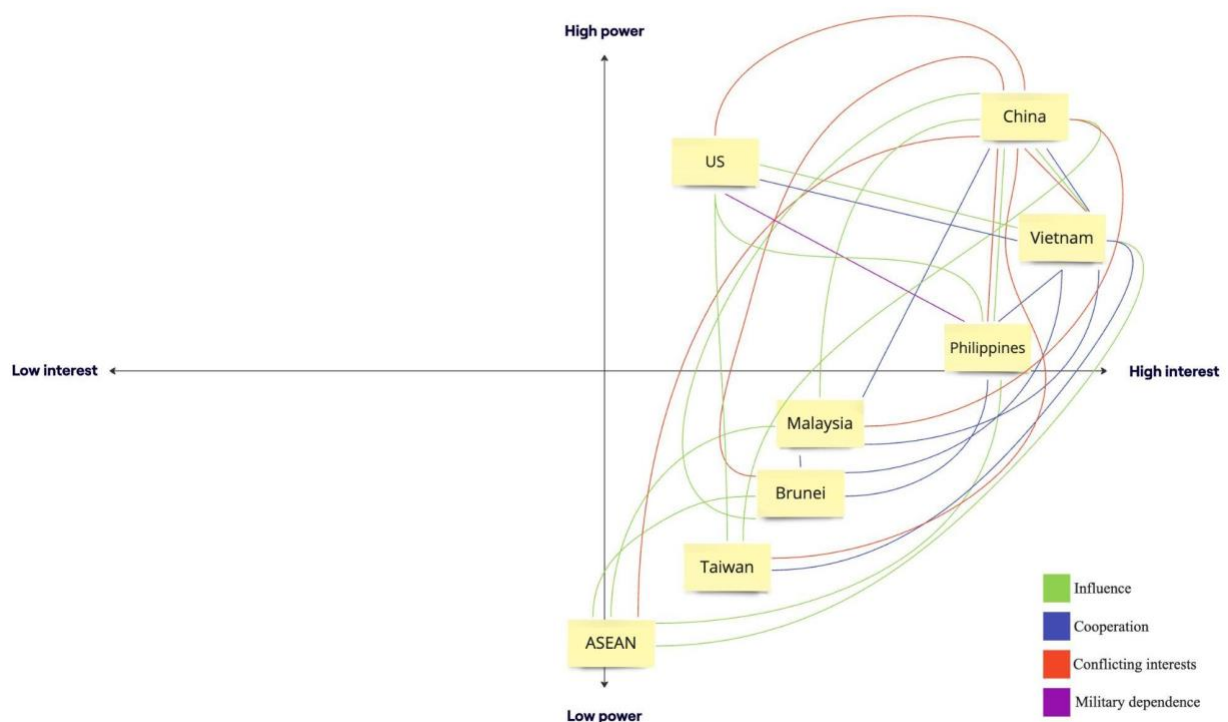 High power
China
US
Vietnam
Philippines
Low interest
High interest
Malaysia
Brunei
Taiwan
Influence
Cooperation
ASEAN
Conflicting interests
Military dependence
Low power